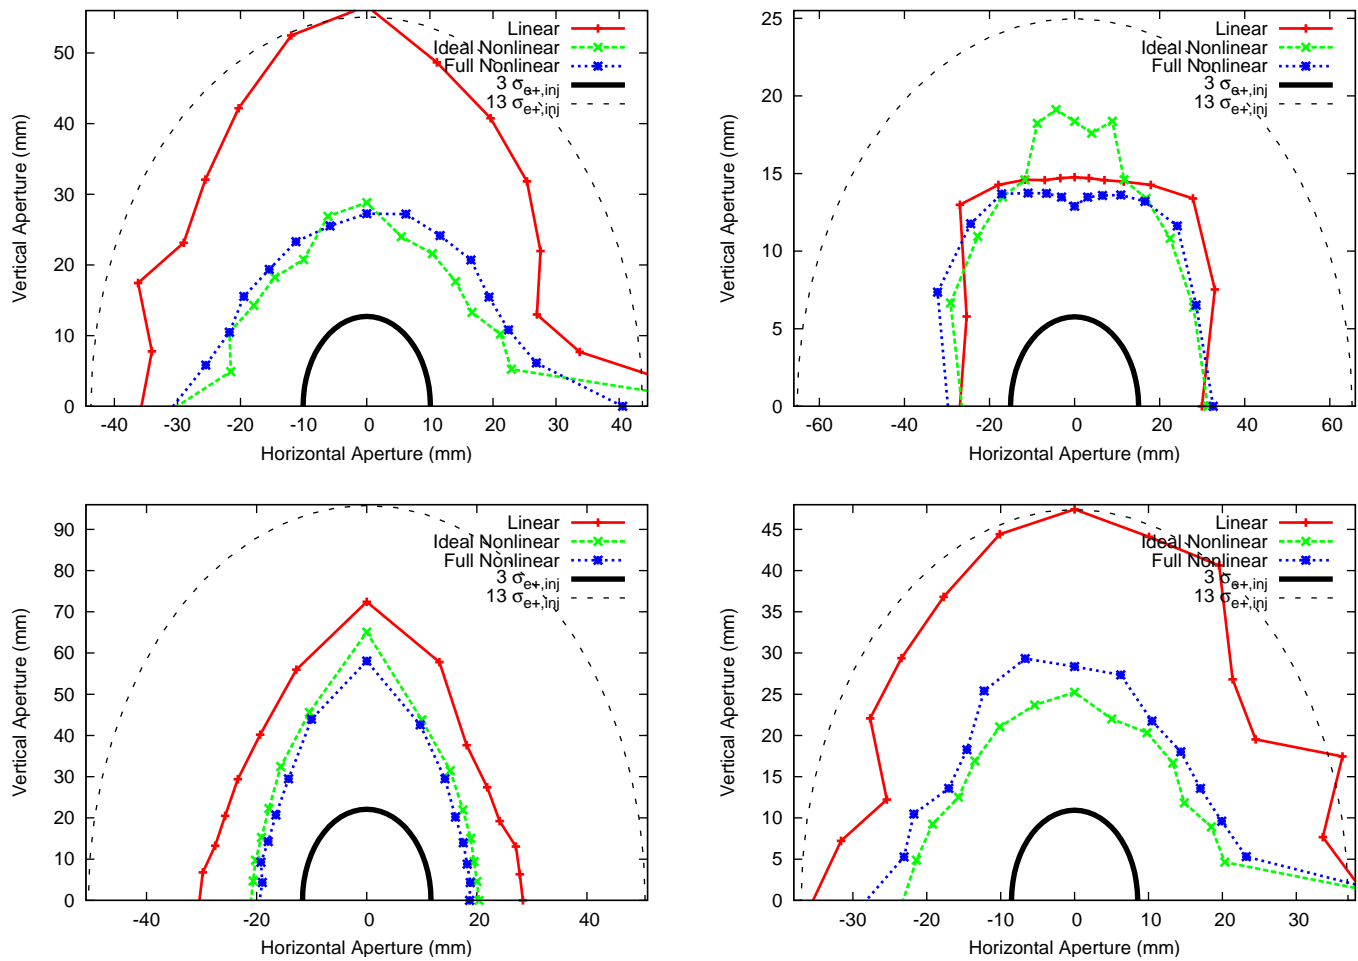 50
40
30
20
10
0
-40 -30 -20 -10 0 10 20 30 40
Vertical Aperture (mm)
Horizontal Aperture (mm)
Linear
Ideal Nonlinear
Full Nonlinear
3 σe+,inj
13 σe+,inj
25
20
15
10
5
0
-60 -40 -20 0 20 40 60
Vertical Aperture (mm)
Horizontal Aperture (mm)
Linear
Ideal Nonlinear
Full Nonlinear
3 σe+,inj
13 σe+,inj
90
80
70
60
50
40
30
20
10
0
-40 -20 0 20 40
Vertical Aperture (mm)
Horizontal Aperture (mm)
Linear
Ideal Nonlinear
Full Nonlinear
3 σe+,inj
13 σe+,inj
45
40
35
30
25
20
15
10
5
0
-30 -20 -10 0 10 20 30
Vertical Aperture (mm)
Horizontal Aperture (mm)
Linear
Ideal Nonlinear
Full Nonlinear
3 σe+,inj
13 σe+,inj